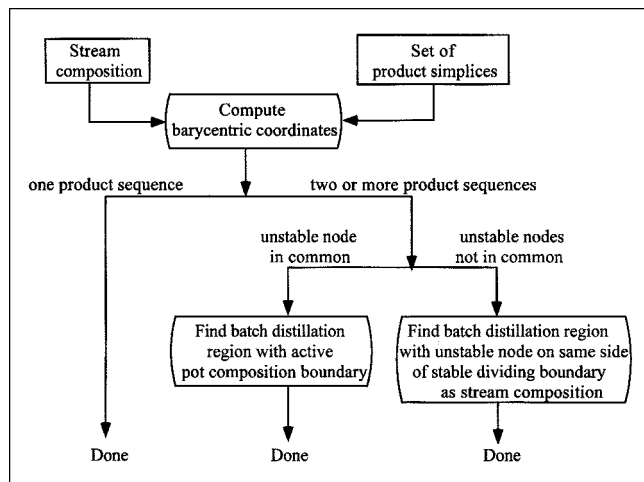 Stream
composition
Set of
product simplices
Compute
barycentric coordinates
one product sequence
two or more product sequences
unstable node
in common
unstable nodes
not in common
Find batch distillation
region with active
pot composition boundary
Find batch distillation region
with unstable node on same side
of stable dividing boundary
as stream composition
Done
Done
Done